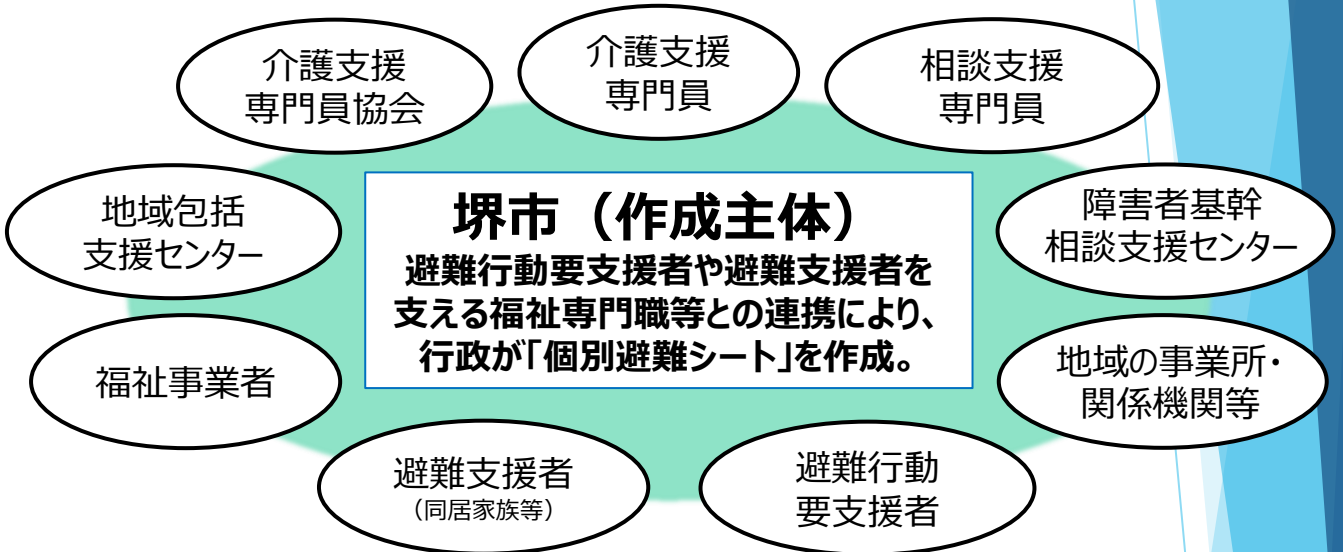 介護支援
専門員協会
介護支援
専門員
相談支援
専門員
地域包括
支援センター
堺市（作成主体）
避難行動要支援者や避難支援者を
支える福祉専門職等との連携により、
行政が「個別避難シート」を作成。
障害者基幹
相談支援センター
福祉事業者
地域の事業所・
関係機関等
避難支援者
（同居家族等）
避難行動
要支援者